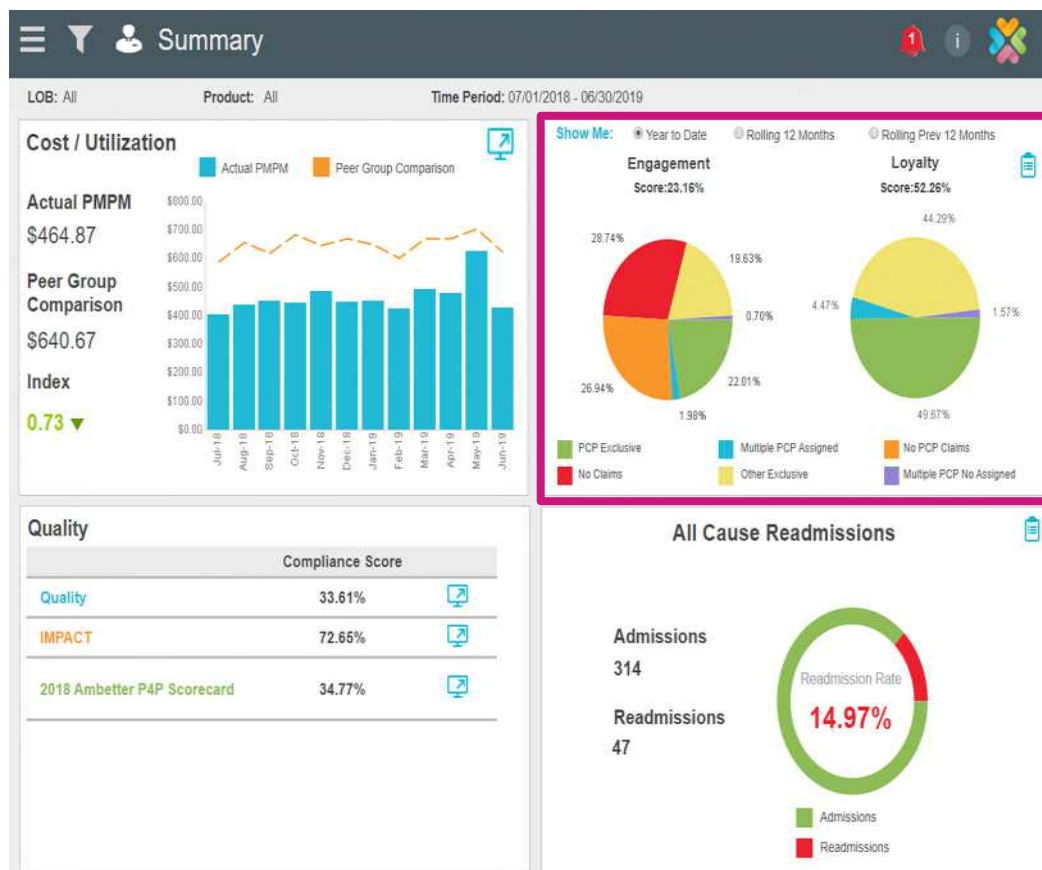 Summary
1
i
LOB: All Product: All Time Period: 07/01/2018 - 06/30/2019
Cost / Utilization
Actual PMPM Peer Group Comparison
Actual PMPM
$464.87
Peer Group
Comparison
$640.67
Index
0.73
$800.00
$700.00
$600.00
$500.00
$400.00
$300.00
$200.00
$100.00
$0.00
Jul-18
Aug-18
Sep-18
Oct-18
Nov-18
Dec-18
Jan-19
Feb-19
Mar-19
Apr-19
May-19
Jun-19
Show Me: Year to Date Rolling 12 Months Rolling Prev 12 Months
Engagement
Score:23.16%
28.74%
19.63%
0.70%
22.01%
1.98%
26.94%
Loyalty
Score:52.26%
44.29%
4.47%
1.57%
49.67%
PCP Exclusive Multiple PCP Assigned No PCP Claims
No Claims Other Exclusive Multiple PCP No Assigned
Quality
Compliance Score
Quality 33.61%
IMPACT 72.65%
2018 Ambetter P4P Scorecard 34.77%
All Cause Readmissions
Admissions
314
Readmissions
47
Readmission Rate
14.97%
Admissions
Readmissions